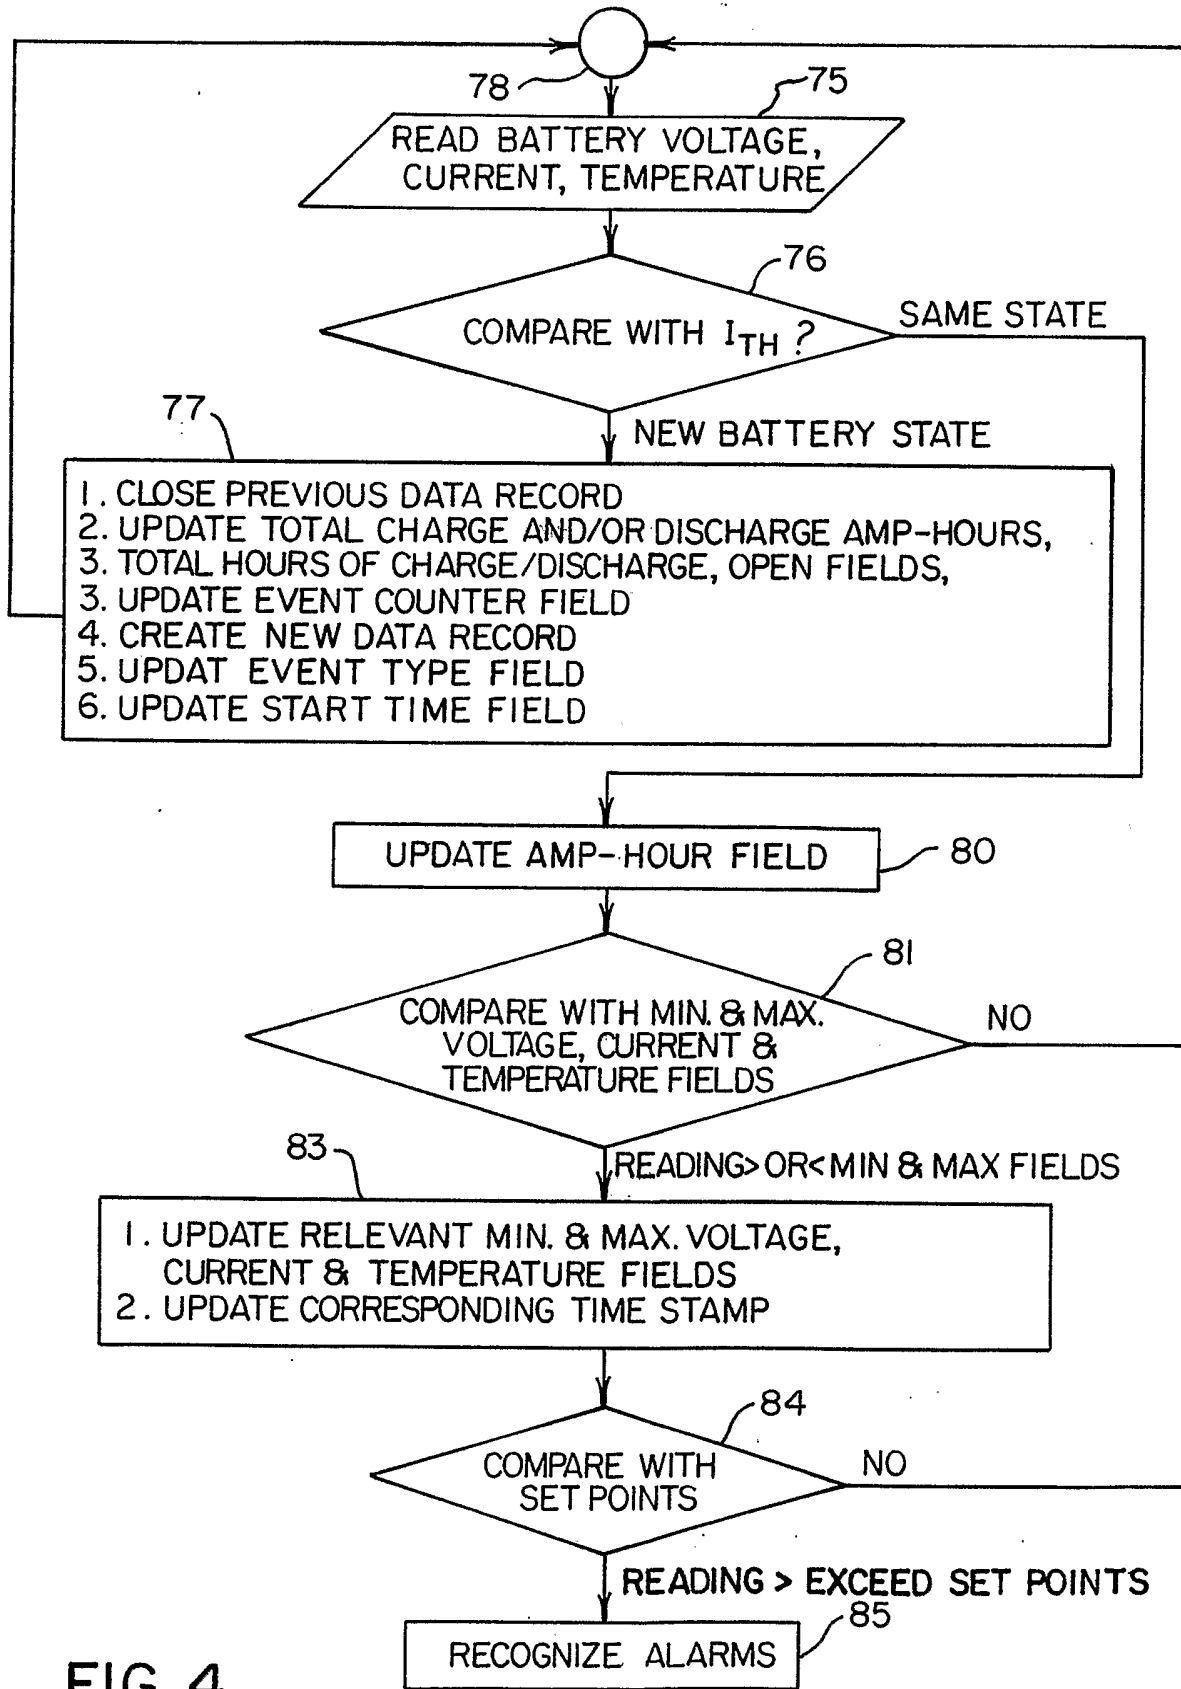 78
75
READ BATTERY VOLTAGE,
CURRENT, TEMPERATURE
76
COMPARE WITH ITH ?
SAME STATE
77
NEW BATTERY STATE
1. CLOSE PREVIOUS DATA RECORD
2. UPDATE TOTAL CHARGE AND/OR DISCHARGE AMP-HOURS,
3. TOTAL HOURS OF CHARGE/DISCHARGE, OPEN FIELDS,
3. UPDATE EVENT COUNTER FIELD
4. CREATE NEW DATA RECORD
5. UPDAT EVENT TYPE FIELD
6. UPDATE START TIME FIELD
UPDATE AMP-HOUR FIELD
80
81
COMPARE WITH MIN. & MAX.
VOLTAGE, CURRENT &
TEMPERATURE FIELDS
NO
83
READING> OR< MIN & MAX FIELDS
1. UPDATE RELEVANT MIN. & MAX. VOLTAGE,
CURRENT & TEMPERATURE FIELDS
2. UPDATE CORRESPONDING TIME STAMP
84
COMPARE WITH
SET POINTS
NO
READING > EXCEED SET POINTS
85
RECOGNIZE ALARMS
FIG. 4